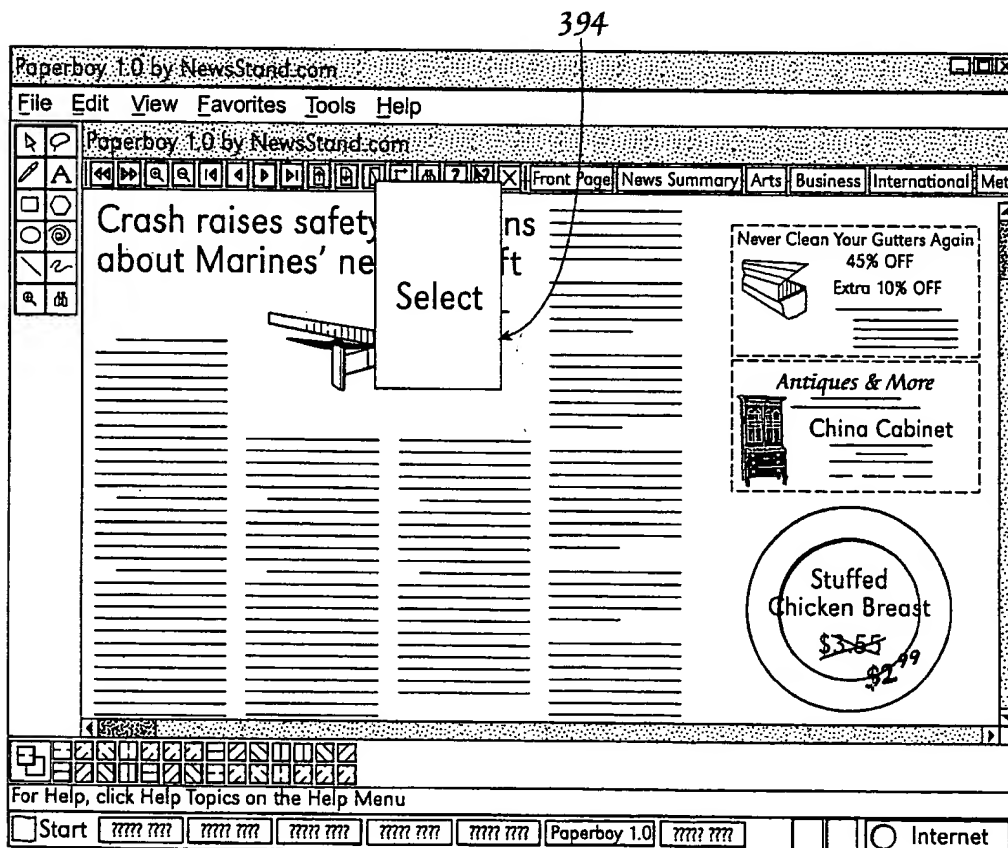 394
Paperboy 1.0 by NewsStand.com
File Edit View Favorites Tools Help
Paperboy 1.0 by NewsStand.com
Front Page News Summary Arts Business International Met
Crash raises safety ns
about Marines' ne ft
Select
Never Clean Your Gutters Again
45% OFF
Extra 10% OFF
Antiques & More
China Cabinet
Stuffed
Chicken Breast
$3.55
$2.99
For Help, click Help Topics on the Help Menu
Start ????? ???? ????? ???? ????? ???? ????? ???? ????? ???? Paperboy 1.0 ????? ???? Internet